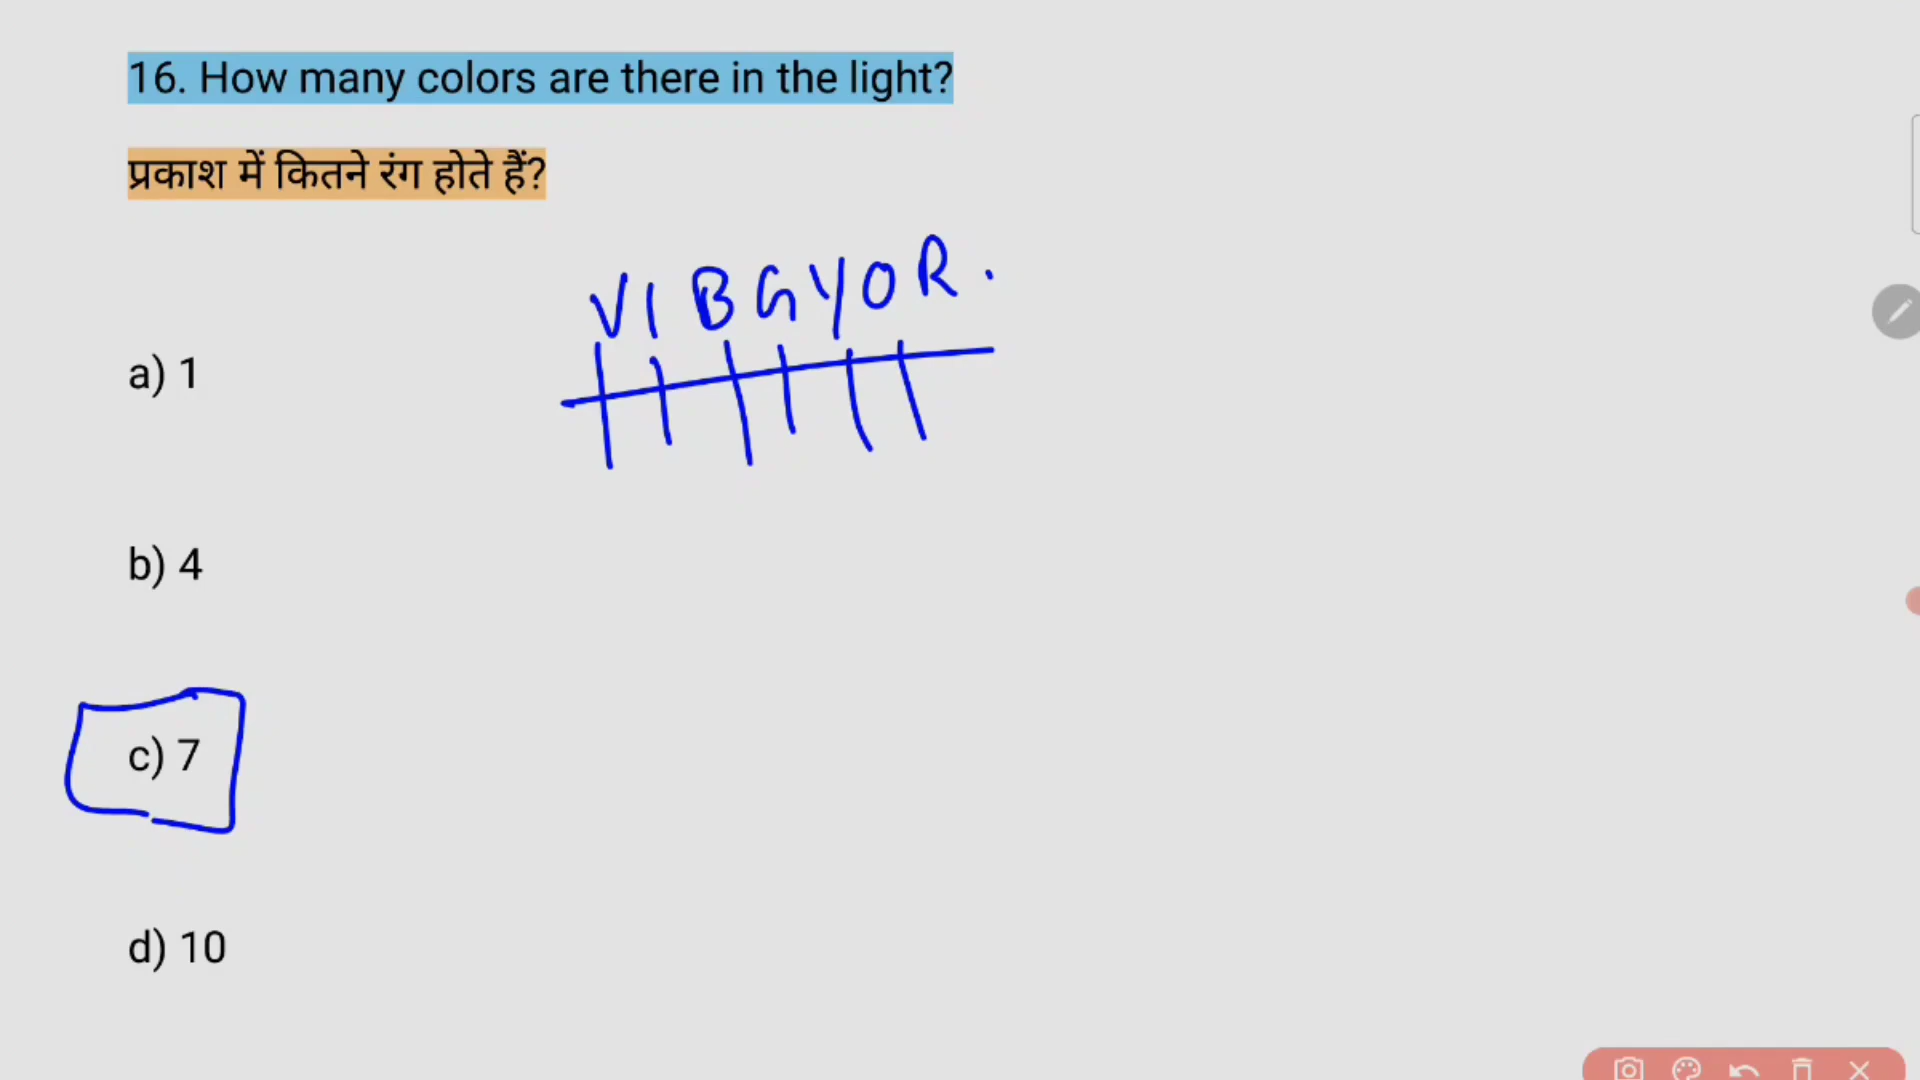 16. How many colors are there in the light?
प्रकाश में कितने रंग होते हैं?
VIBGYOR.
a) 1
b) 4
c) 7
d) 10